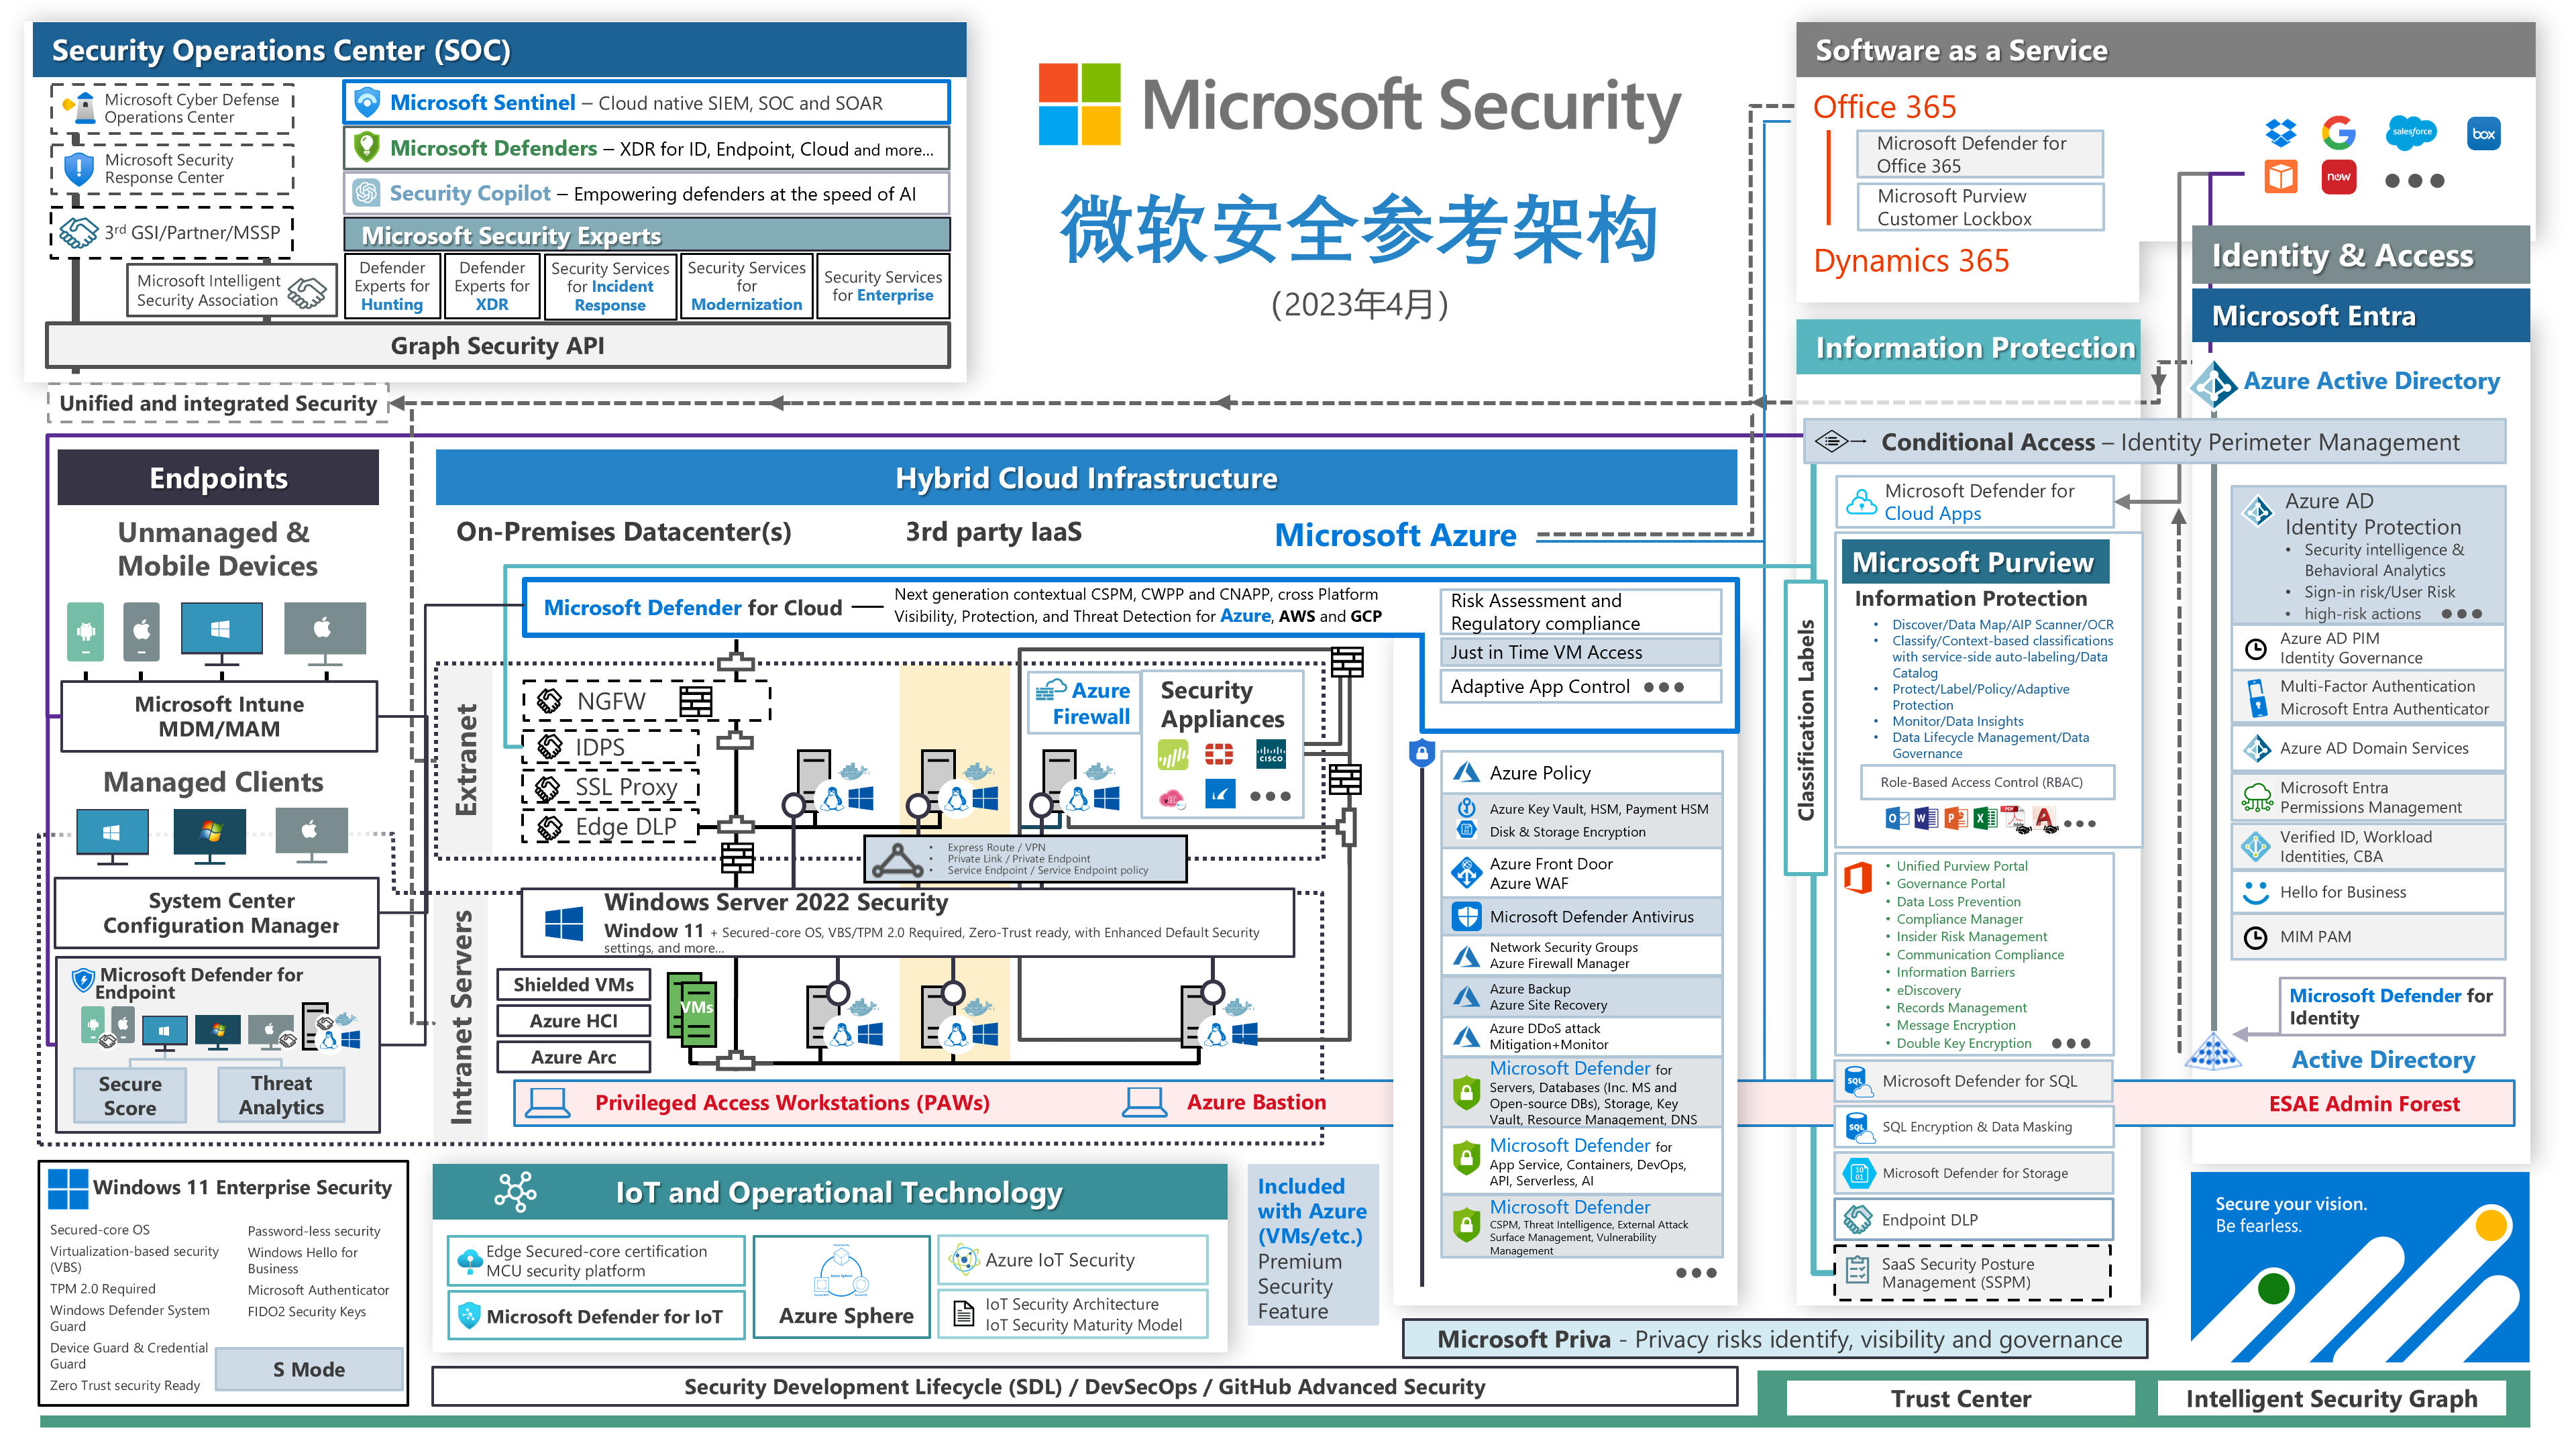 Security Operations Center (SOC)
Microsoft Cyber Defense
Operations Center
Microsoft Security
Response Center
3rd GSI/Partner/MSSP
Microsoft Intelligent
Security Association
Microsoft Sentinel – Cloud native SIEM, SOC and SOAR
Microsoft Defenders – XDR for ID, Endpoint, Cloud and more...
Security Copilot – Empowering defenders at the speed of AI
Microsoft Security Experts
Defender
Experts for
Hunting
Defender
Experts for
XDR
Security Services
for Incident
Response
Security Services
for
Modernization
Security Services
for Enterprise
Graph Security API
Unified and integrated Security
Microsoft Security
微软安全参考架构
(2023年4月)
Software as a Service
Office 365
Microsoft Defender for
Office 365
Microsoft Purview
Customer Lockbox
Dynamics 365
salesforce
box
now
Identity & Access
Microsoft Entra
Azure Active Directory
Information Protection
Conditional Access – Identity Perimeter Management
Endpoints
Unmanaged &
Mobile Devices
Microsoft Intune
MDM/MAM
Managed Clients
System Center
Configuration Manager
Microsoft Defender for
Endpoint
Secure
Score
Threat
Analytics
Hybrid Cloud Infrastructure
On-Premises Datacenter(s)
3rd party IaaS
Microsoft Azure
Microsoft Defender for Cloud
Next generation contextual CSPM, CWPP and CNAPP, cross Platform
Visibility, Protection, and Threat Detection for Azure, AWS and GCP
Risk Assessment and
Regulatory compliance
Just in Time VM Access
Adaptive App Control
Extranet
NGFW
IDPS
SSL Proxy
Edge DLP
Azure
Firewall
Security
Appliances
CISCO
• Express Route / VPN
• Private Link / Private Endpoint
• Service Endpoint / Service Endpoint policy
Intranet Servers
Windows Server 2022 Security
Window 11 + Secured-core OS, VBS/TPM 2.0 Required, Zero-Trust ready, with Enhanced Default Security
settings, and more...
Shielded VMs
Azure HCI
Azure Arc
VMs
Privileged Access Workstations (PAWs)
Azure Bastion
ESAE Admin Forest
Azure Policy
Azure Key Vault, HSM, Payment HSM
Disk & Storage Encryption
Azure Front Door
Azure WAF
Microsoft Defender Antivirus
Network Security Groups
Azure Firewall Manager
Azure Backup
Azure Site Recovery
Azure DDoS attack
Mitigation+Monitor
Microsoft Defender for
Servers, Databases (Inc. MS and
Open-source DBs), Storage, Key
Vault, Resource Management, DNS
Microsoft Defender for
App Service, Containers, DevOps,
API, Serverless, AI
Microsoft Defender
CSPM, Threat Intelligence, External Attack
Surface Management, Vulnerability
Management
Classification Labels
Microsoft Defender for
Cloud Apps
Microsoft Purview
Information Protection
• Discover/Data Map/AIP Scanner/OCR
• Classify/Context-based classifications
with service-side auto-labeling/Data
Catalog
• Protect/Label/Policy/Adaptive
Protection
• Monitor/Data Insights
• Data Lifecycle Management/Data
Governance
Role-Based Access Control (RBAC)
PDF
• Unified Purview Portal
• Governance Portal
• Data Loss Prevention
• Compliance Manager
• Insider Risk Management
• Communication Compliance
• Information Barriers
• eDiscovery
• Records Management
• Message Encryption
• Double Key Encryption
SQL
Microsoft Defender for SQL
SQL
SQL Encryption & Data Masking
Microsoft Defender for Storage
Endpoint DLP
SaaS Security Posture
Management (SSPM)
Azure AD
Identity Protection
• Security intelligence &
Behavioral Analytics
• Sign-in risk/User Risk
• high-risk actions
Azure AD PIM
Identity Governance
Multi-Factor Authentication
Microsoft Entra Authenticator
Azure AD Domain Services
Microsoft Entra
Permissions Management
Verified ID, Workload
Identities, CBA
Hello for Business
MIM PAM
Microsoft Defender for
Identity
Active Directory
Windows 11 Enterprise Security
Secured-core OS
Virtualization-based security
(VBS)
TPM 2.0 Required
Windows Defender System
Guard
Device Guard & Credential
Guard
Zero Trust security Ready
Password-less security
Windows Hello for
Business
Microsoft Authenticator
FIDO2 Security Keys
S Mode
IoT and Operational Technology
Edge Secured-core certification
MCU security platform
Microsoft Defender for IoT
Azure Sphere
Azure IoT Security
IoT Security Architecture
IoT Security Maturity Model
Included
with Azure
(VMs/etc.)
Premium
Security
Feature
Microsoft Priva - Privacy risks identify, visibility and governance
Security Development Lifecycle (SDL) / DevSecOps / GitHub Advanced Security
Secure your vision.
Be fearless.
Trust Center
Intelligent Security Graph